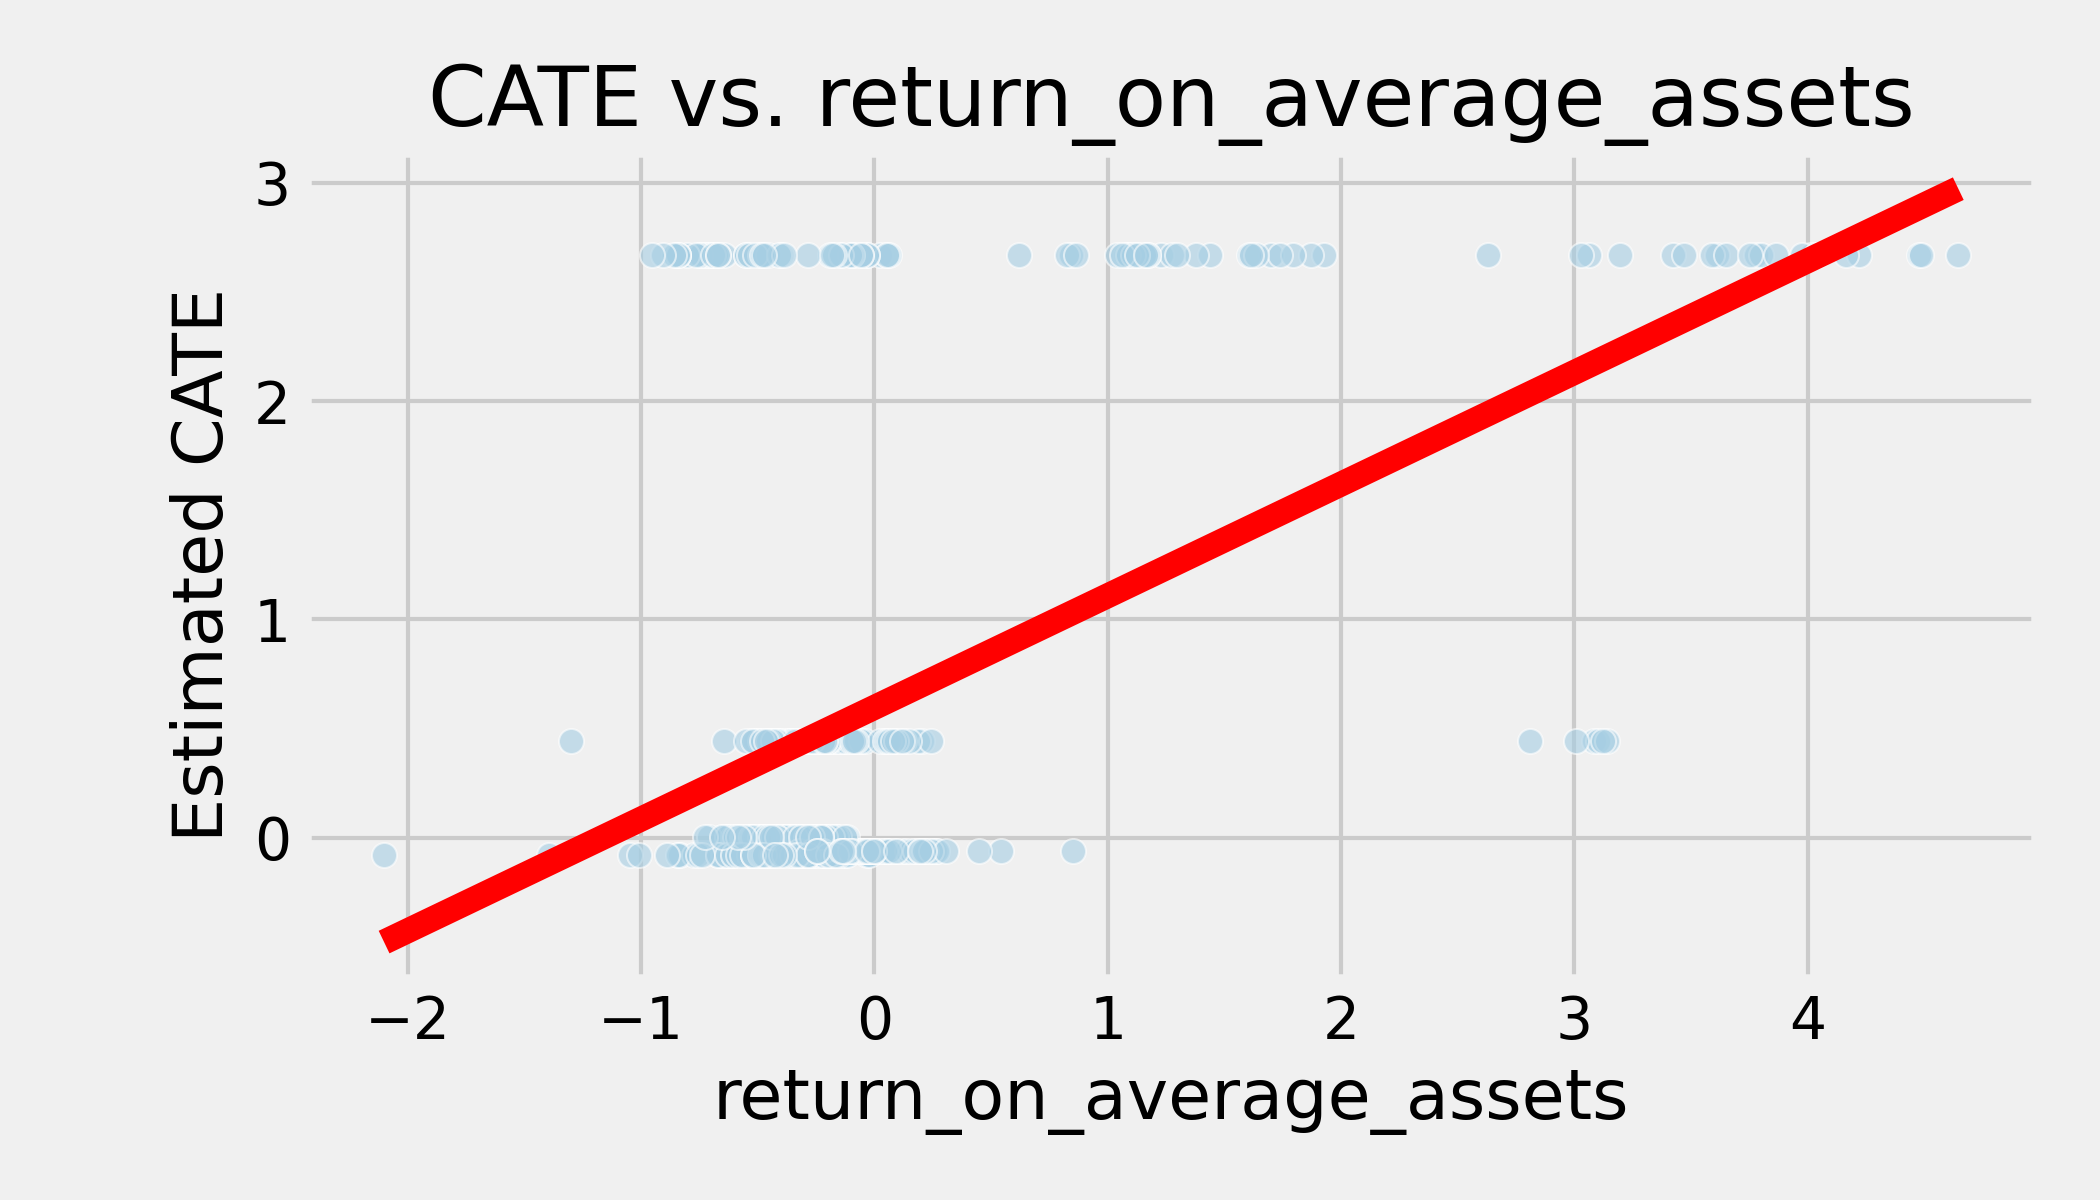 CATE vs. return_on_average_assets
3
2
1
0
Estimated CATE
−2 −1 0 1 2 3 4
return_on_average_assets